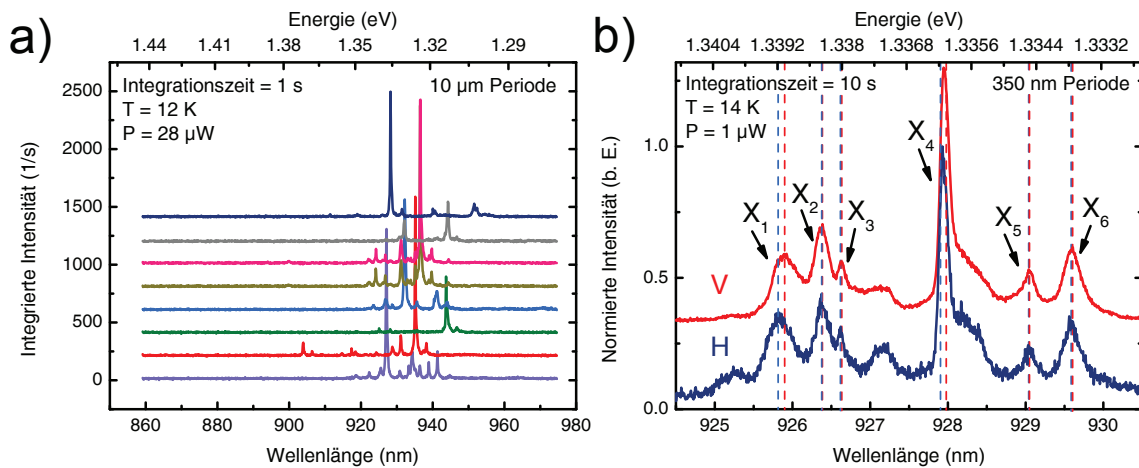 a)
Energie (eV)
1.44 1.41 1.38 1.35 1.32 1.29
Integrationszeit = 1 s
10 µm Periode
T = 12 K
P = 28 µW
Integrierte Intensität (1/s)
2500
2000
1500
1000
500
0
860 880 900 920 940 960 980
Wellenlänge (nm)
b)
Energie (eV)
1.3404 1.3392 1.338 1.3368 1.3356 1.3344 1.3332
Integrationszeit = 10 s
350 nm Periode
T = 14 K
P = 1 µW
Normierte Intensität (b. E.)
1.0
0.5
0.0
X1
X2
X3
X4
X5
X6
V
H
925 926 927 928 929 930
Wellenlänge (nm)